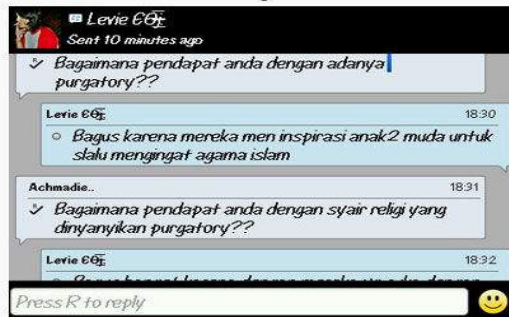 Levie
Sent 10 minutes ago
Bagaimana pendapat anda dengan adanya
purgatory??
Levie
18:30
Bagus karena mereka men inspirasi anak2 muda untuk
slalu mengingat agama islam
Achmadie..
18:31
Bagaimana pendapat anda dengan syair religi yang
dinyanyikan purgatory??
Levie
18:32
Press R to reply